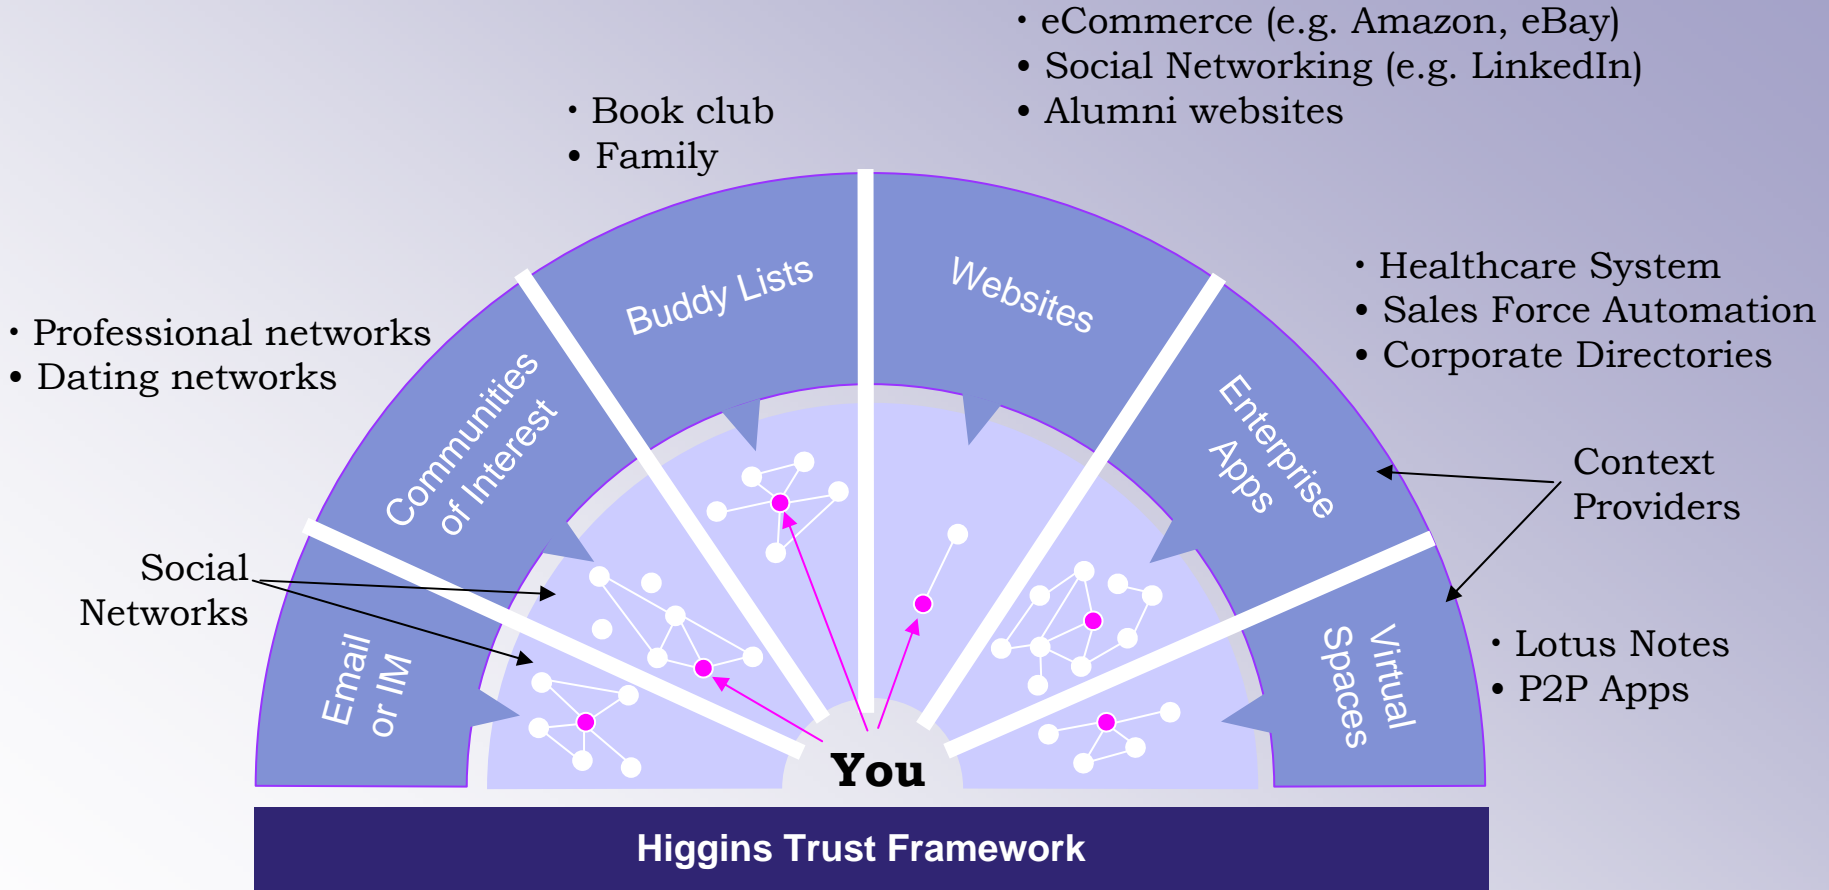 • eCommerce (e.g. Amazon, eBay)
• Social Networking (e.g. LinkedIn)
• Alumni websites
• Book club
• Family
Buddy Lists
Websites
• Healthcare System
• Sales Force Automation
• Corporate Directories
• Professional networks
• Dating networks
Communities
of Interest
Enterprise
Apps
Context
Providers
Social
Networks
Email
or IM
Virtual
Spaces
• Lotus Notes
• P2P Apps
You
Higgins Trust Framework